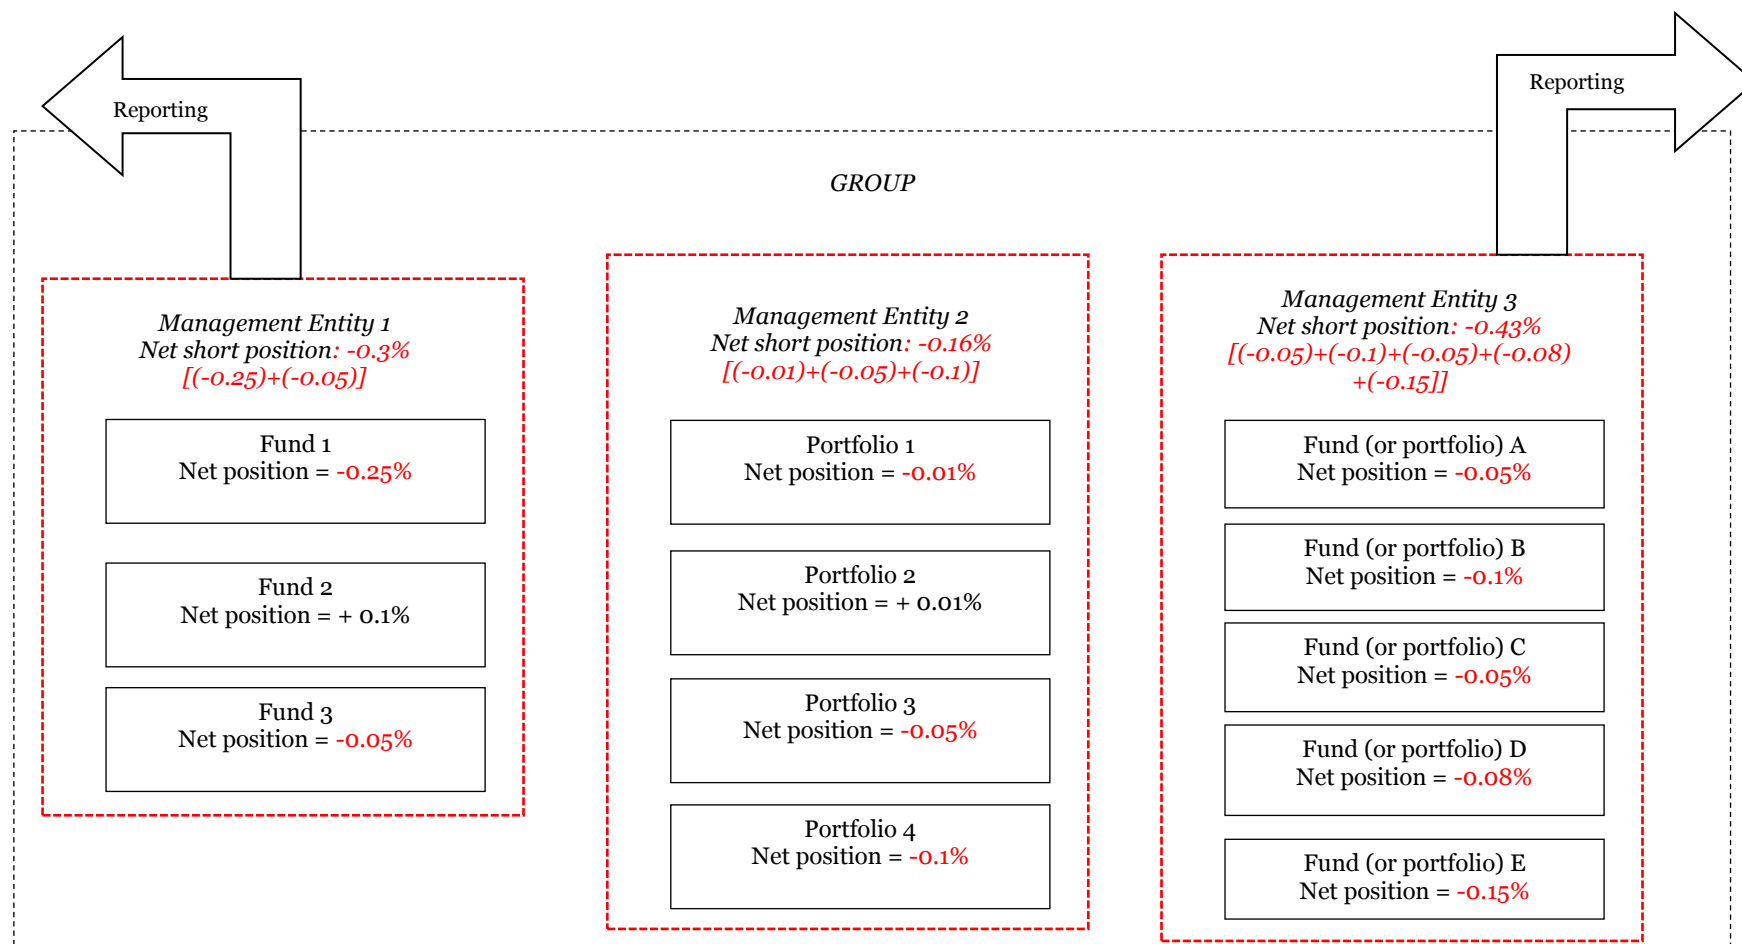 Reporting
Reporting
GROUP
Management Entity 1
Net short position: -0.3%
[(-0.25)+(-0.05)]
Fund 1
Net position = -0.25%
Fund 2
Net position = + 0.1%
Fund 3
Net position = -0.05%
Management Entity 2
Net short position: -0.16%
[(-0.01)+(-0.05)+(-0.1)]
Portfolio 1
Net position = -0.01%
Portfolio 2
Net position = + 0.01%
Portfolio 3
Net position = -0.05%
Portfolio 4
Net position = -0.1%
Management Entity 3
Net short position: -0.43%
[(-0.05)+(-0.1)+(-0.05)+(-0.08)
+(-0.15]]
Fund (or portfolio) A
Net position = -0.05%
Fund (or portfolio) B
Net position = -0.1%
Fund (or portfolio) C
Net position = -0.05%
Fund (or portfolio) D
Net position = -0.08%
Fund (or portfolio) E
Net position = -0.15%